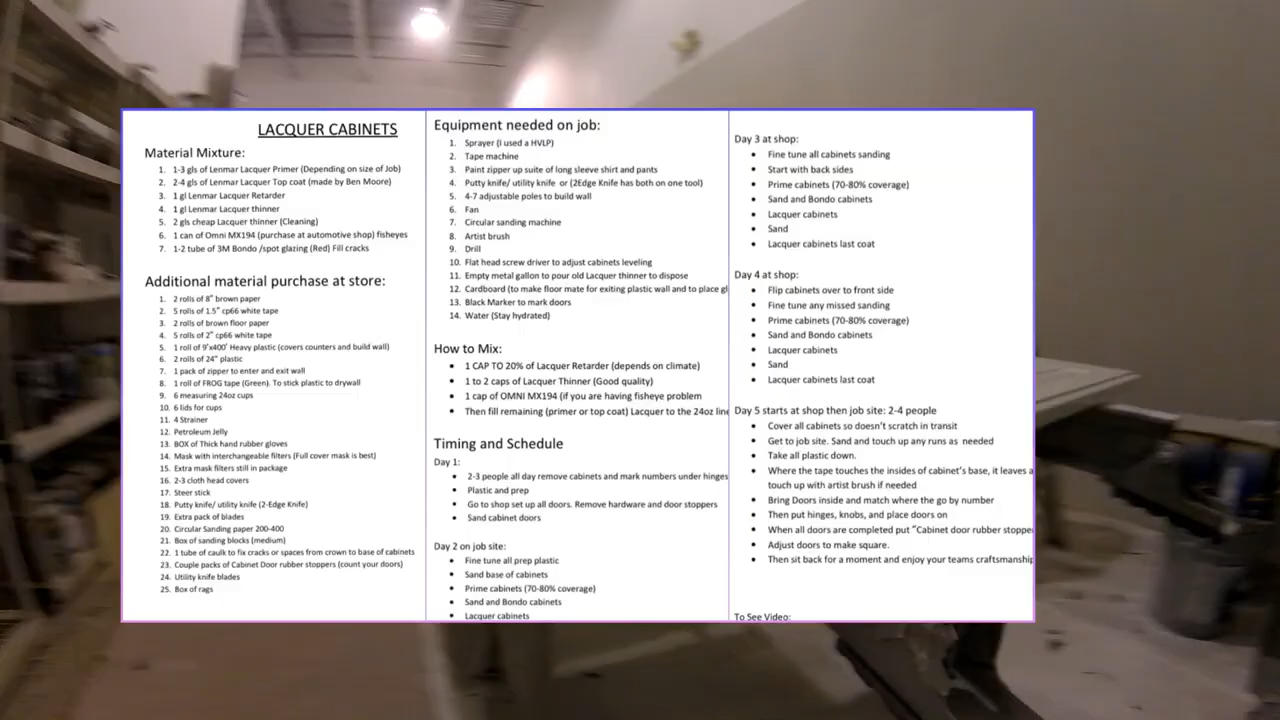 LACQUER CABINETS
Material Mixture:
1. 1-3 gls of Lenmar Lacquer Primer (Depending on size of Job)
2. 2-4 gls of Lenmar Lacquer Top coat (made by Ben Moore)
3. 1 gl Lenmar Lacquer Retarder
4. 1 gl Lenmar Lacquer thinner
5. 2 gls cheap Lacquer thinner (Cleaning)
6. 1 can of Omni MX194 (purchase at automotive shop) fisheyes
7. 1-2 tube of 3M Bondo /spot glazing (Red) Fill cracks
Additional material purchase at store:
1. 2 rolls of 8" brown paper
2. 5 rolls of 1.5" cp66 white tape
3. 2 rolls of brown floor paper
4. 5 rolls of 2" cp66 white tape
5. 1 roll of 9'x400' Heavy plastic (covers counters and build wall)
6. 2 rolls of 24" plastic
7. 1 pack of zipper to enter and exit wall
8. 1 roll of FROG tape (Green). To stick plastic to drywall
9. 6 measuring 24oz cups
10. 6 lids for cups
11. 4 Strainer
12. Petroleum Jelly
13. BOX of Thick hand rubber gloves
14. Mask with interchangeable filters (Full cover mask is best)
15. Extra mask filters still in package
16. 2-3 cloth head covers
17. Steer stick
18. Putty knife/ utility knife (2-Edge Knife)
19. Extra pack of blades
20. Circular Sanding paper 200-400
21. Box of sanding blocks (medium)
22. 1 tube of caulk to fix cracks or spaces from crown to base of cabinets
23. Couple packs of Cabinet Door rubber stoppers (count your doors)
24. Utility knife blades
25. Box of rags
Equipment needed on job:
1. Sprayer (I used a HVLP)
2. Tape machine
3. Paint zipper up suite of long sleeve shirt and pants
4. Putty knife/ utility knife or (2Edge Knife has both on one tool)
5. 4-7 adjustable poles to build wall
6. Fan
7. Circular sanding machine
8. Artist brush
9. Drill
10. Flat head screw driver to adjust cabinets leveling
11. Empty metal gallon to pour old Lacquer thinner to dispose
12. Cardboard (to make floor mate for exiting plastic wall and to place gl
13. Black Marker to mark doors
14. Water (Stay hydrated)
How to Mix:
• 1 CAP TO 20% of Lacquer Retarder (depends on climate)
• 1 to 2 caps of Lacquer Thinner (Good quality)
• 1 cap of OMNI MX194 (if you are having fisheye problem
• Then fill remaining (primer or top coat) Lacquer to the 24oz line
Timing and Schedule
Day 1:
• 2-3 people all day remove cabinets and mark numbers under hinges
• Plastic and prep
• Go to shop set up all doors. Remove hardware and door stoppers
• Sand cabinet doors
Day 2 on job site:
• Fine tune all prep plastic
• Sand base of cabinets
• Prime cabinets (70-80% coverage)
• Sand and Bondo cabinets
• Lacquer cabinets
Day 3 at shop:
• Fine tune all cabinets sanding
• Start with back sides
• Prime cabinets (70-80% coverage)
• Sand and Bondo cabinets
• Lacquer cabinets
• Sand
• Lacquer cabinets last coat
Day 4 at shop:
• Flip cabinets over to front side
• Fine tune any missed sanding
• Prime cabinets (70-80% coverage)
• Sand and Bondo cabinets
• Lacquer cabinets
• Sand
• Lacquer cabinets last coat
Day 5 starts at shop then job site: 2-4 people
• Cover all cabinets so doesn't scratch in transit
• Get to job site. Sand and touch up any runs as needed
• Take all plastic down.
• Where the tape touches the insides of cabinet's base, it leaves a
touch up with artist brush if needed
• Bring Doors inside and match where the go by number
• Then put hinges, knobs, and place doors on
• When all doors are completed put "Cabinet door rubber stoppe
• Adjust doors to make square.
• Then sit back for a moment and enjoy your teams craftsmanship
To See Video: